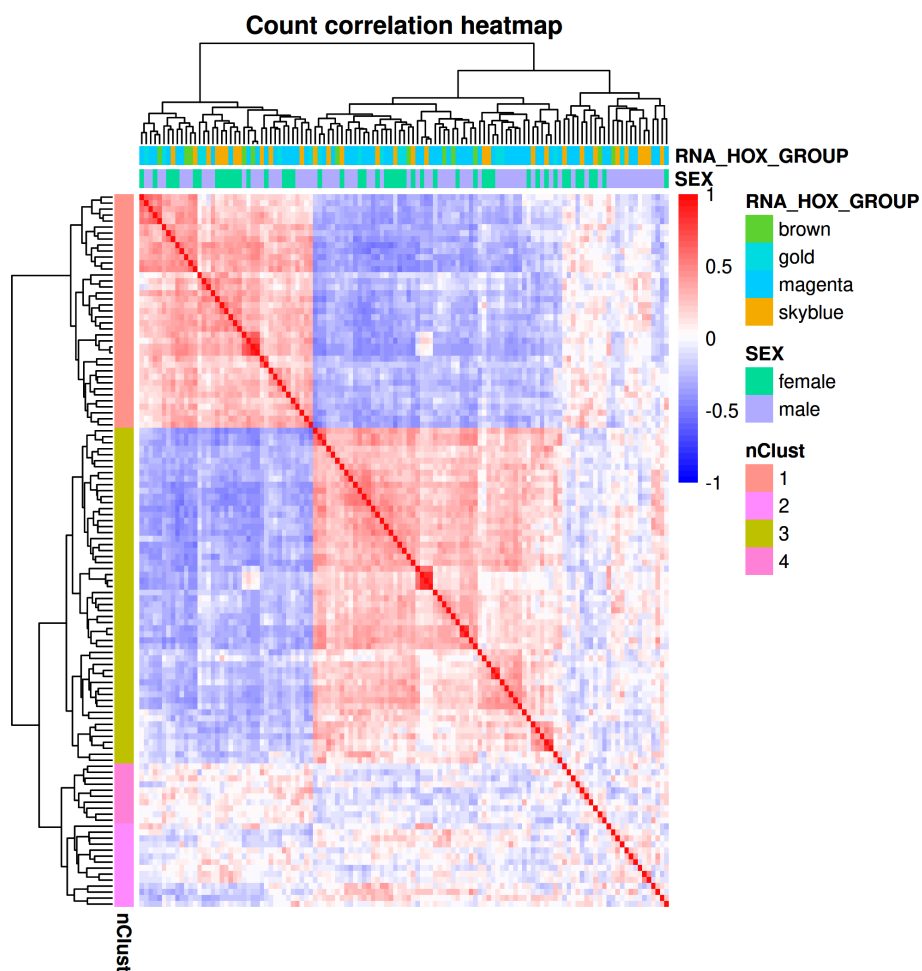 Count correlation heatmap
RNA_HOX_GROUP
SEX
1
0.5
0
-0.5
-1
RNA_HOX_GROUP
brown
gold
magenta
skyblue
SEX
female
male
nClust
1
2
3
4
nClust